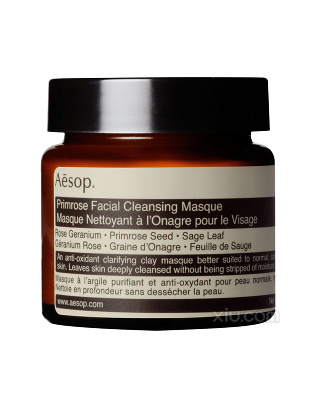 Aēsop.
Primrose Facial Cleansing Masque
Masque Nettoyant à l'Onagre pour le Visage
Rose Geranium • Primrose Seed • Sage Leaf
Géranium Rose • Graine d'Onagre • Feuille de Sauge
An anti-oxidant clarifying clay masque better suited to normal,
skin. Leaves skin deeply cleansed without being stripped of
Masque à l'argile purifiant et anti-oxydant pour peau normale,
Nettoie en profondeur sans dessécher la peau.
www.aesop.com
xiu.com